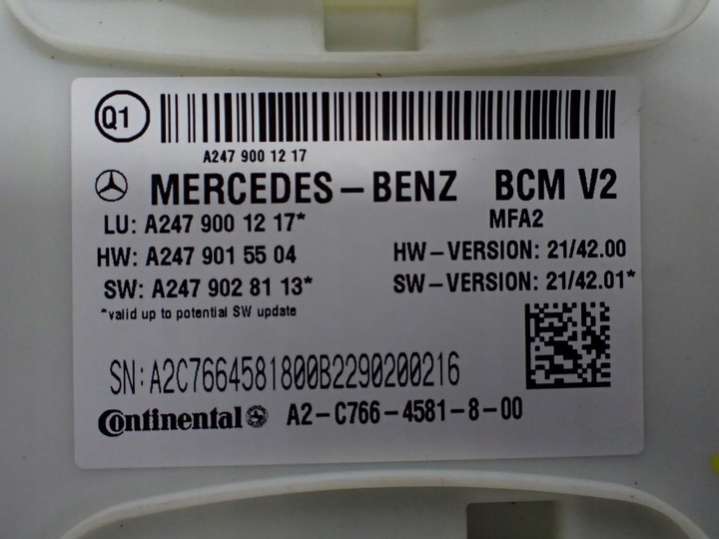 Q1
A247 900 12 17
MERCEDES-BENZ BCM V2
LU: A247 900 12 17* MFA2
HW: A247 901 55 04 HW-VERSION: 21/42.00
SW: A247 902 81 13* SW-VERSION: 21/42.01*
*valid up to potential SW update
SN:A2C7664581800B2290200216
Continental A2-C766-4581-8-00